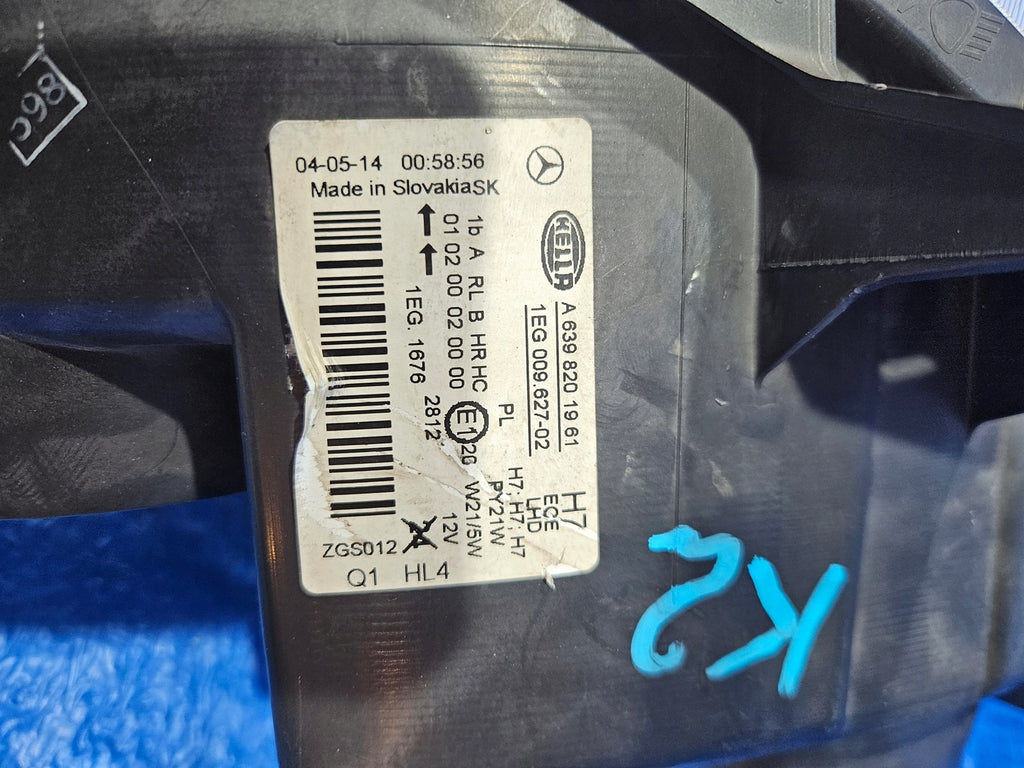 04-05-14 00:58:56
Made in SlovakiaSK
HELLA
A 639 820 19 61
1EG 009.627-02
H7
ECE
LHD
H7; H7; H7
PL PY21W
1b A RL B HR HC E1 20 W21/5W
01 02 00 02 00 00 12V
1EG. 1676 2812
ZGS012
Q1 HL4
K2
86c